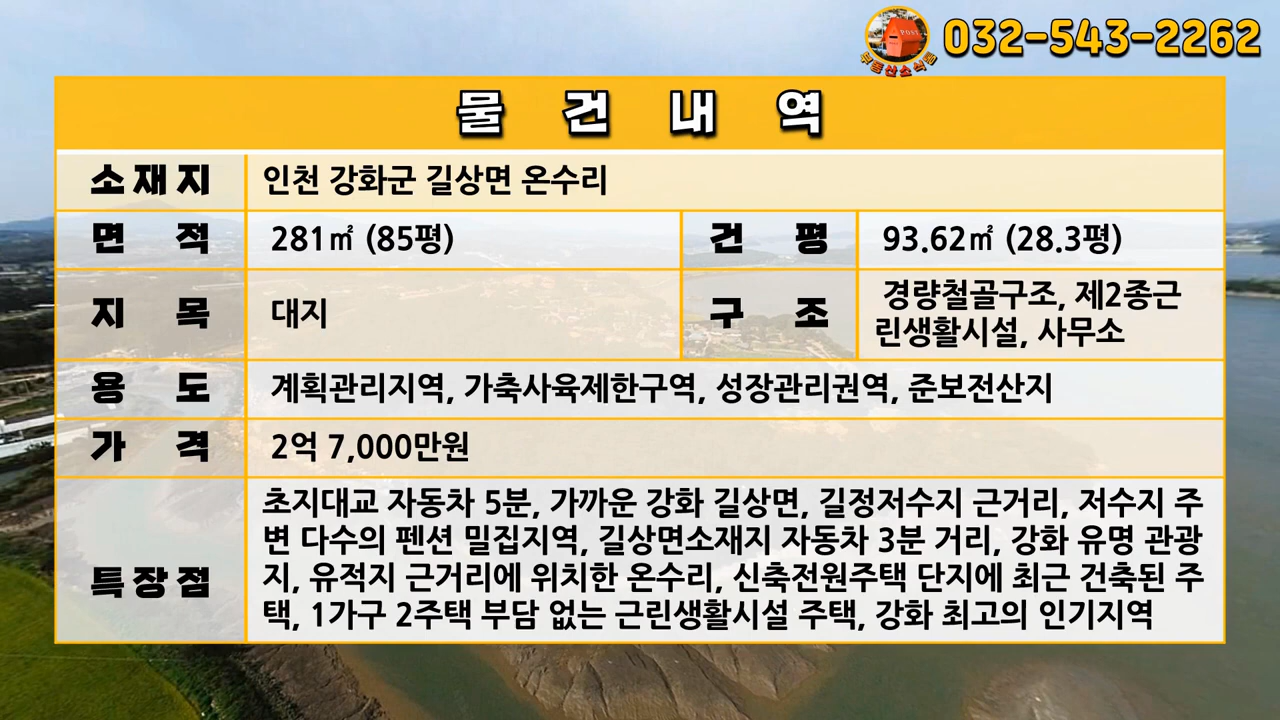 POST
부동산소식통
032-543-2262
물 건 내 역
소재지 인천 강화군 길상면 온수리
면 적 281㎡ (85평) 건 평 93.62㎡ (28.3평)
지 목 대지 구 조 경량철골구조, 제2종근
린생활시설, 사무소
용 도 계획관리지역, 가축사육제한구역, 성장관리권역, 준보전산지
가 격 2억 7,000만원
특장점 초지대교 자동차 5분, 가까운 강화 길상면, 길정저수지 근거리, 저수지 주
변 다수의 펜션 밀집지역, 길상면소재지 자동차 3분 거리, 강화 유명 관광
지, 유적지 근거리에 위치한 온수리, 신축전원주택 단지에 최근 건축된 주
택, 1가구 2주택 부담 없는 근린생활시설 주택, 강화 최고의 인기지역